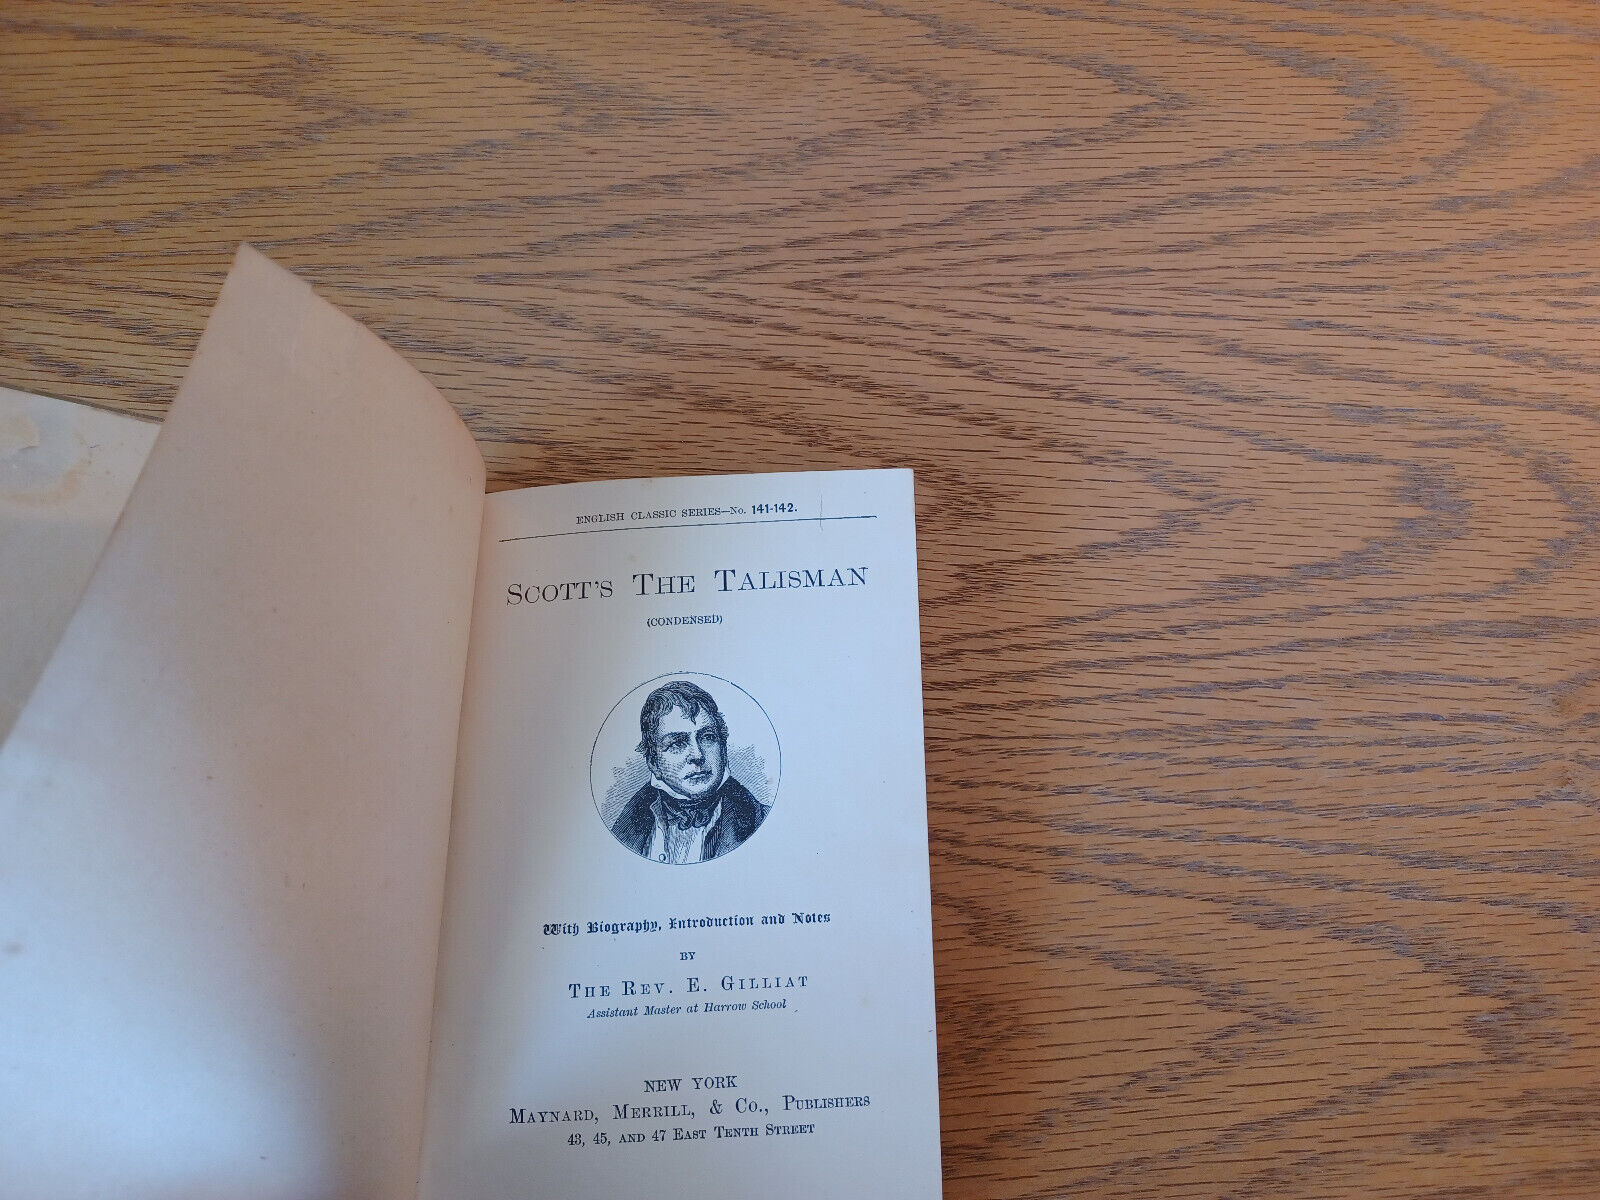 ENGLISH CLASSIC SERIES—No. 141-142.
SCOTT'S THE TALISMAN
(CONDENSED)
With Biography, Introduction and Notes
BY
THE REV. E. GILLIAT
Assistant Master at Harrow School
NEW YORK
MAYNARD, MERRILL, & CO., PUBLISHERS
43, 45, AND 47 EAST TENTH STREET